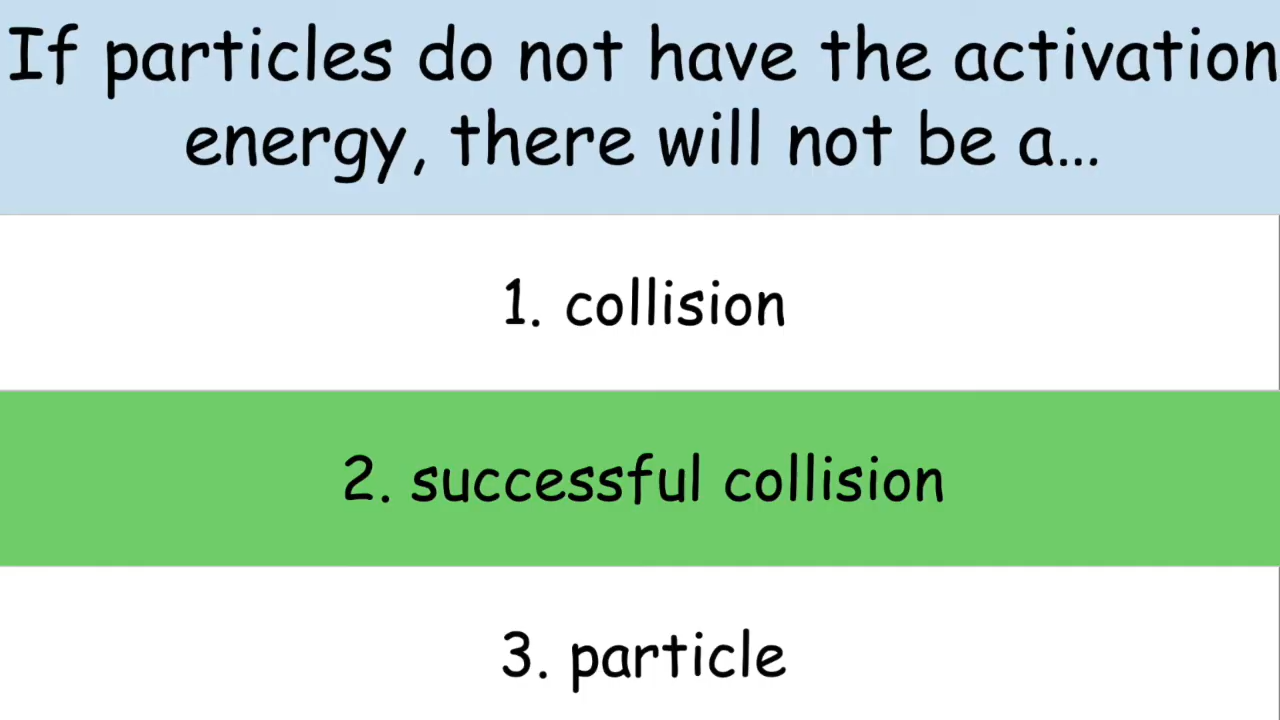 If particles do not have the activation
energy, there will not be a...
1. collision
2. successful collision
3. particle